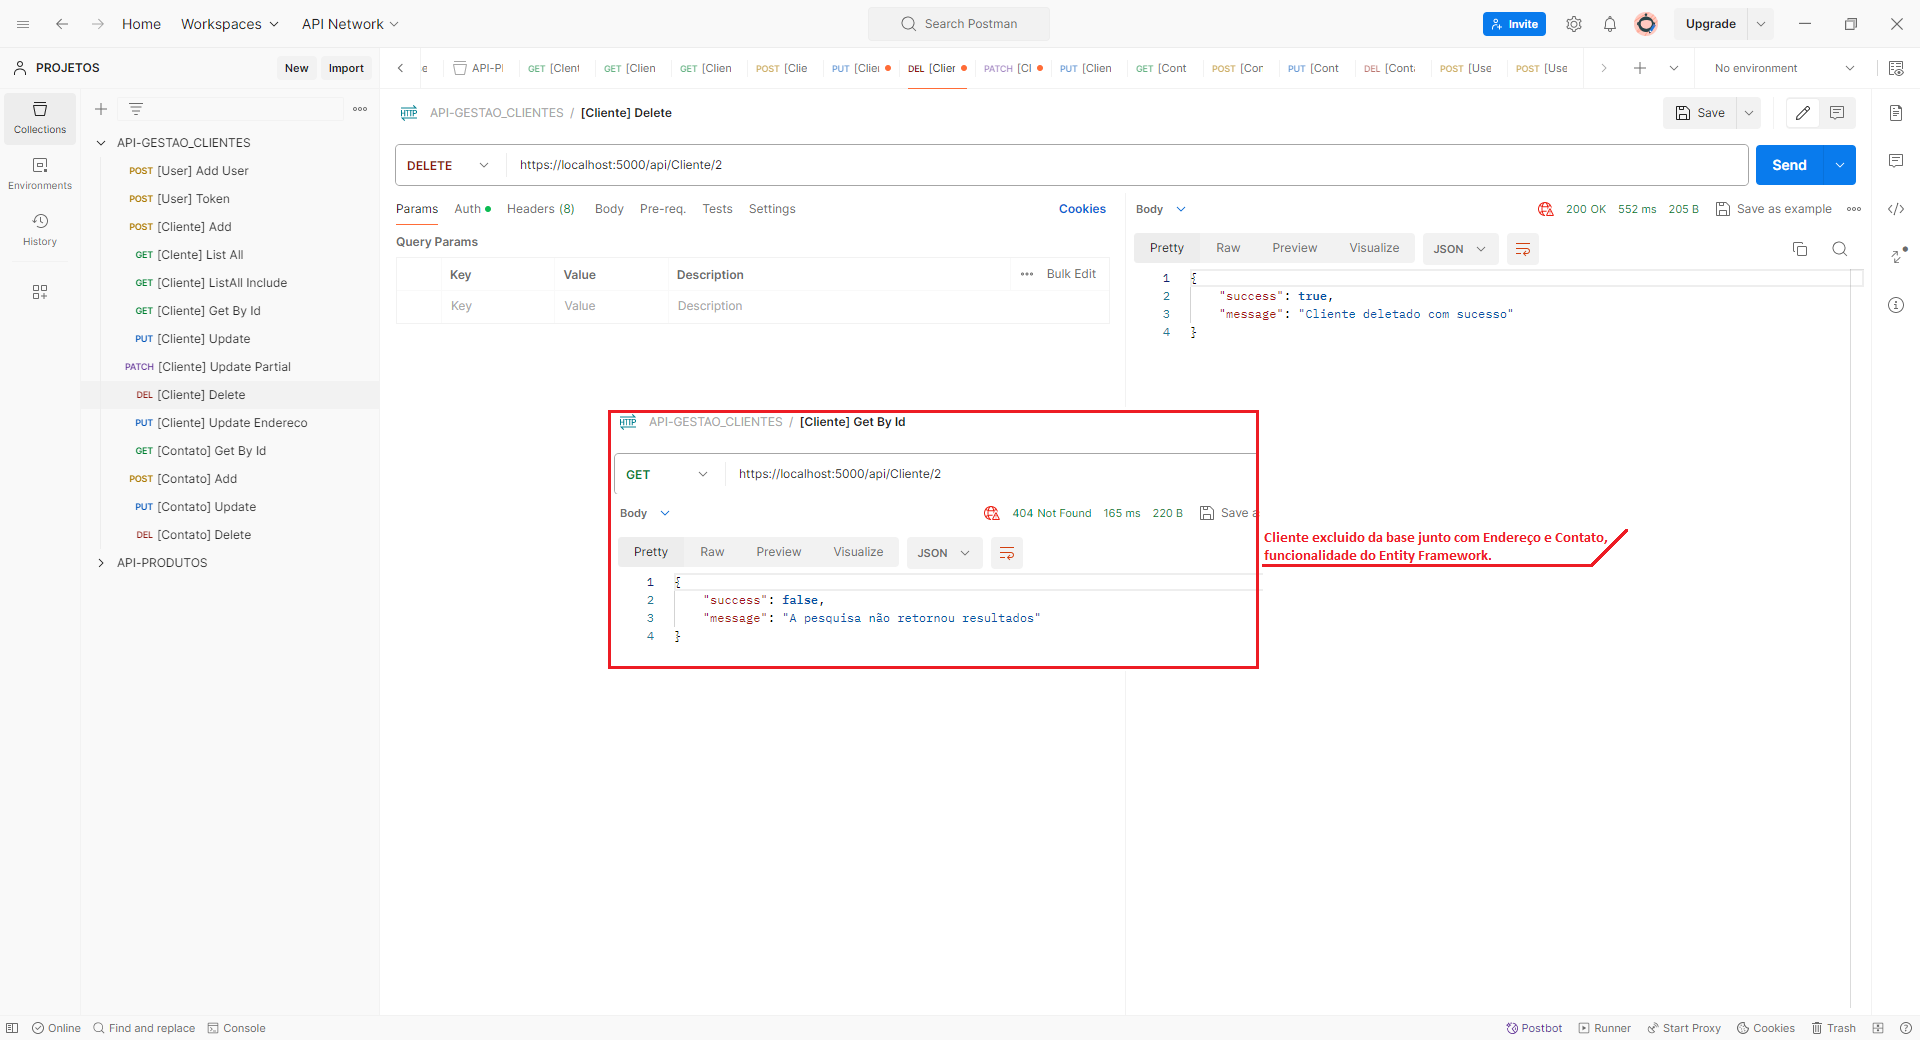 Home Workspaces API Network Search Postman Invite Upgrade
PROJETOS New Import
e API-P GET [Client GET [Clien GET [Clien POST [Clie PUT [Clier DEL [Clier PATCH [Cl PUT [Clien GET [Cont POST [Cor PUT [Cont DEL [Cont POST [Use POST [Use No environment
Collections
Environments
History
API-GESTAO_CLIENTES
POST [User] Add User
POST [User] Token
POST [Cliente] Add
GET [Clente] List All
GET [Cliente] ListAll Include
GET [Cliente] Get By Id
PUT [Cliente] Update
PATCH [Cliente] Update Partial
DEL [Cliente] Delete
PUT [Cliente] Update Endereco
GET [Contato] Get By Id
POST [Contato] Add
PUT [Contato] Update
DEL [Contato] Delete
API-PRODUTOS
HTTP API-GESTAO_CLIENTES / [Cliente] Delete Save
DELETE https://localhost:5000/api/Cliente/2 Send
Params Auth Headers (8) Body Pre-req. Tests Settings Cookies
Query Params
Key Value Description Bulk Edit
Key Value Description
Body 200 OK 552 ms 205 B Save as example
Pretty Raw Preview Visualize JSON
1 {
2 "success": true,
3 "message": "Cliente deletado com sucesso"
4 }
HTTP API-GESTAO_CLIENTES / [Cliente] Get By Id
GET https://localhost:5000/api/Cliente/2
Body 404 Not Found 165 ms 220 B Save a
Pretty Raw Preview Visualize JSON
1 {
2 "success": false,
3 "message": "A pesquisa não retornou resultados"
4 }
Cliente excluido da base junto com Endereço e Contato,
funcionalidade do Entity Framework.
Online Find and replace Console Postbot Runner Start Proxy Cookies Trash